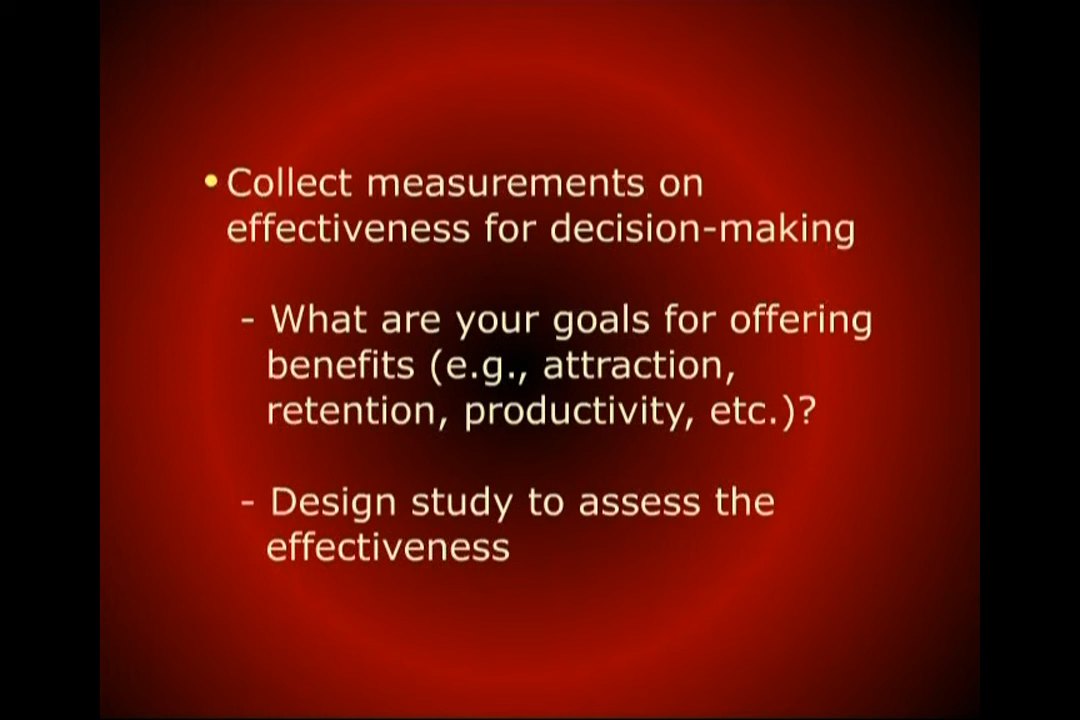 • Collect measurements on
effectiveness for decision-making
- What are your goals for offering
benefits (e.g., attraction,
retention, productivity, etc.)?
- Design study to assess the
effectiveness